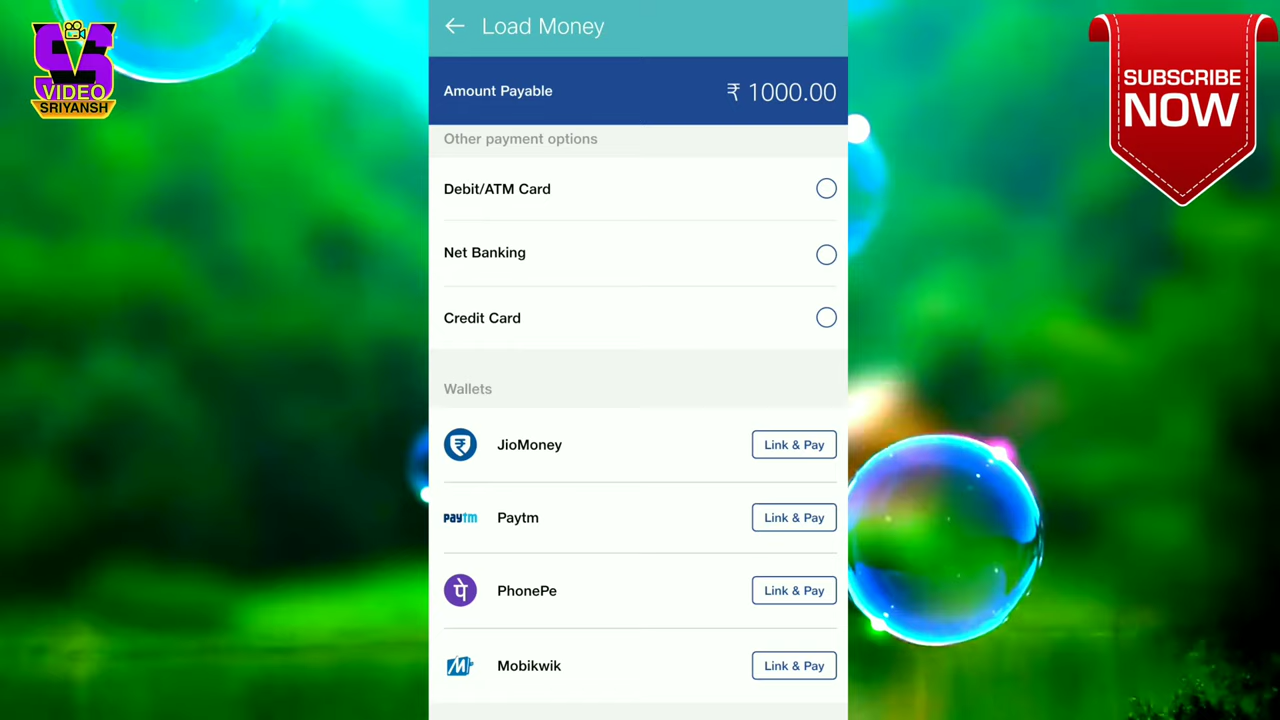 VIDEO
SRIYANSH
SUBSCRIBE
NOW
Load Money
Amount Payable ₹ 1000.00
Other payment options
Debit/ATM Card
Net Banking
Credit Card
Wallets
JioMoney Link & Pay
paytm Paytm Link & Pay
पे PhonePe Link & Pay
M Mobikwik Link & Pay